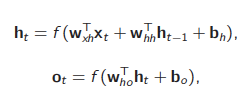 h_t = f(w_{xh}^⊤ x_t + w_{hh}^⊤ h_{t−1} + b_h),
o_t = f(w_{ho}^⊤ h_t + b_o),